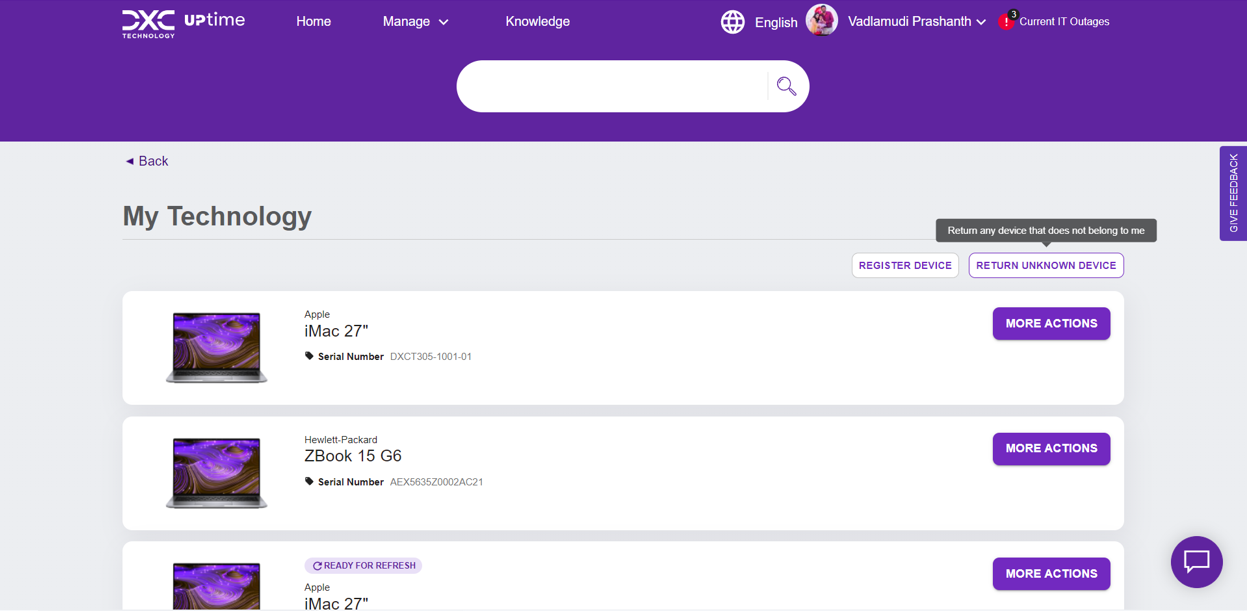 DXC TECHNOLOGY UPtime
Home
Manage
Knowledge
English
Vadlamudi Prashanth
3
Current IT Outages
◄ Back
GIVE FEEDBACK
My Technology
Return any device that does not belong to me
REGISTER DEVICE
RETURN UNKNOWN DEVICE
Apple
iMac 27"
Serial Number DXCT305-1001-01
MORE ACTIONS
Hewlett-Packard
ZBook 15 G6
Serial Number AEX5635Z0002AC21
MORE ACTIONS
READY FOR REFRESH
Apple
iMac 27"
MORE ACTIONS